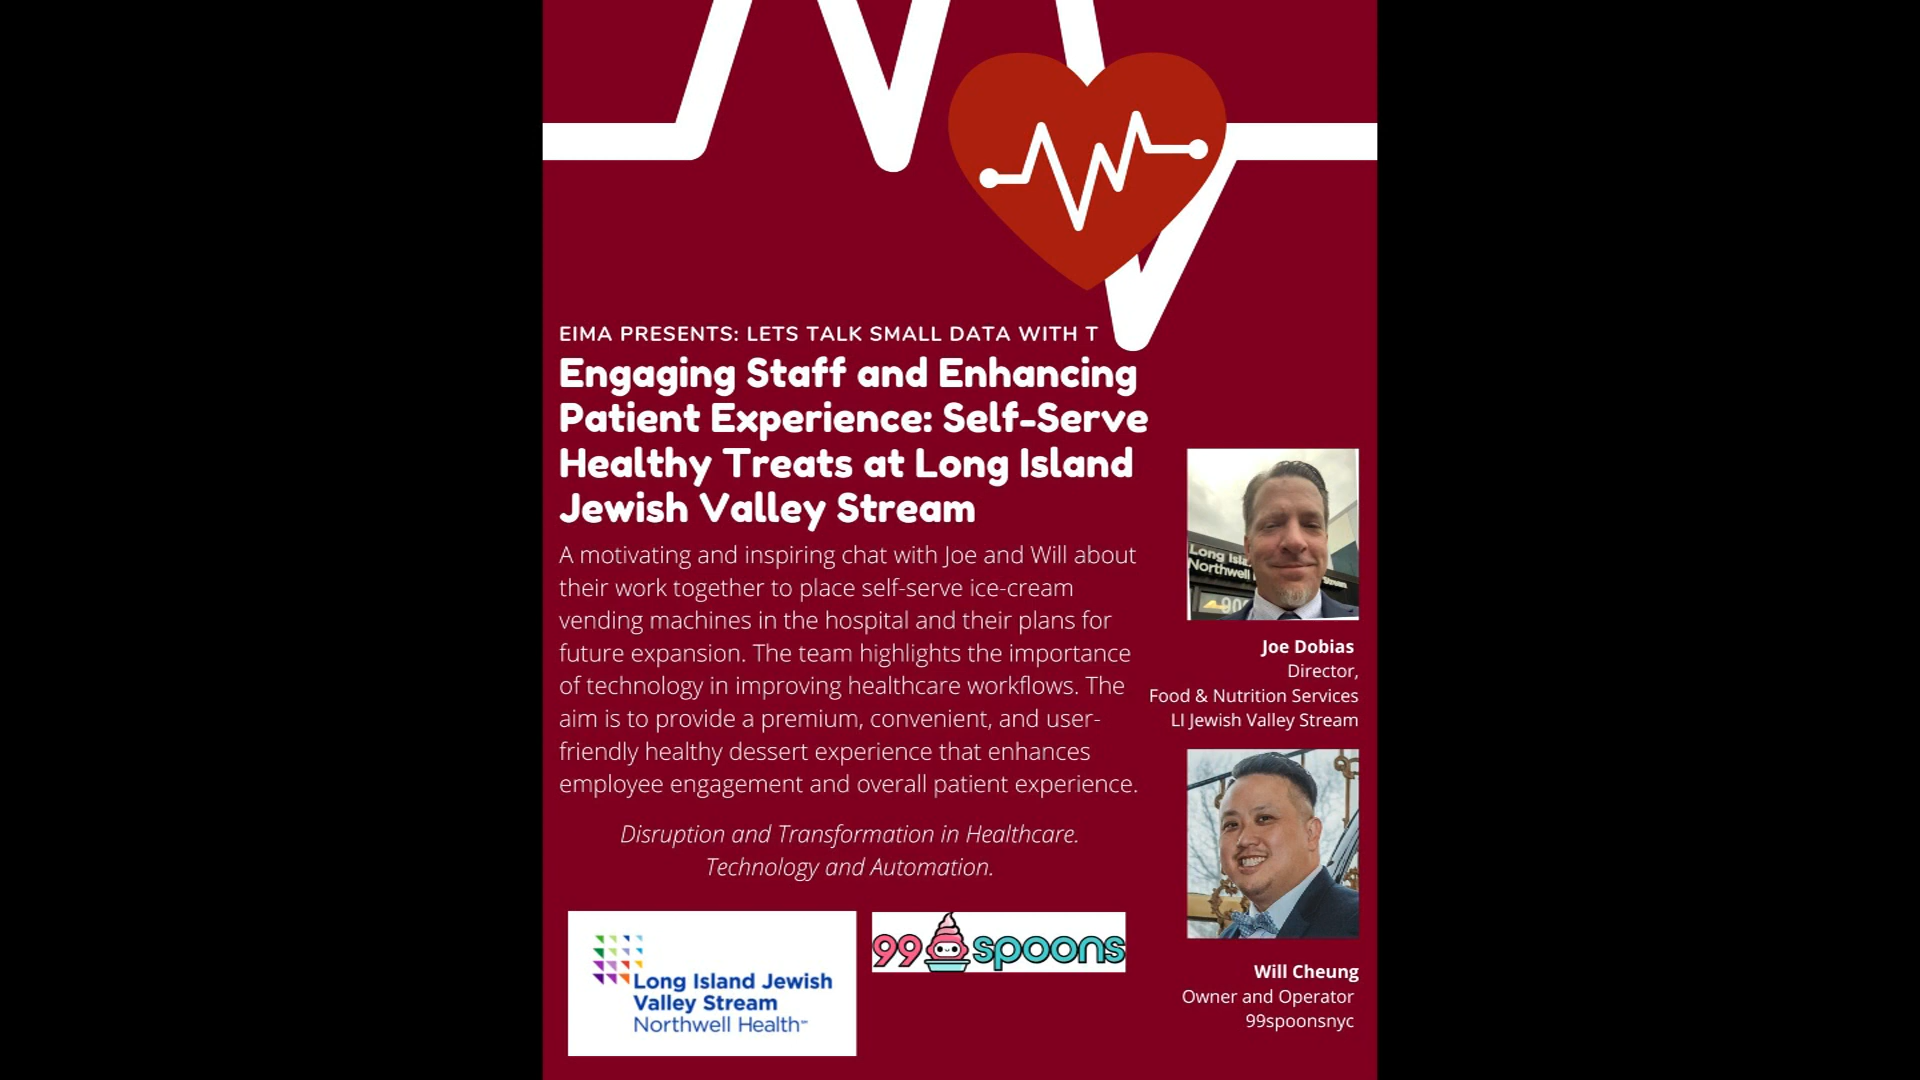 EIMA PRESENTS: LETS TALK SMALL DATA WITH T
Engaging Staff and Enhancing
Patient Experience: Self-Serve
Healthy Treats at Long Island
Jewish Valley Stream
A motivating and inspiring chat with Joe and Will about
their work together to place self-serve ice-cream
vending machines in the hospital and their plans for
future expansion. The team highlights the importance
of technology in improving healthcare workflows. The
aim is to provide a premium, convenient, and user-
friendly healthy dessert experience that enhances
employee engagement and overall patient experience.
Disruption and Transformation in Healthcare.
Technology and Automation.
Long Island Jewish
Valley Stream
Northwell Health
99 spoons
Long Isla
Northwell
Stream
900
Joe Dobias
Director,
Food & Nutrition Services
LI Jewish Valley Stream
Will Cheung
Owner and Operator
99spoonsnyc